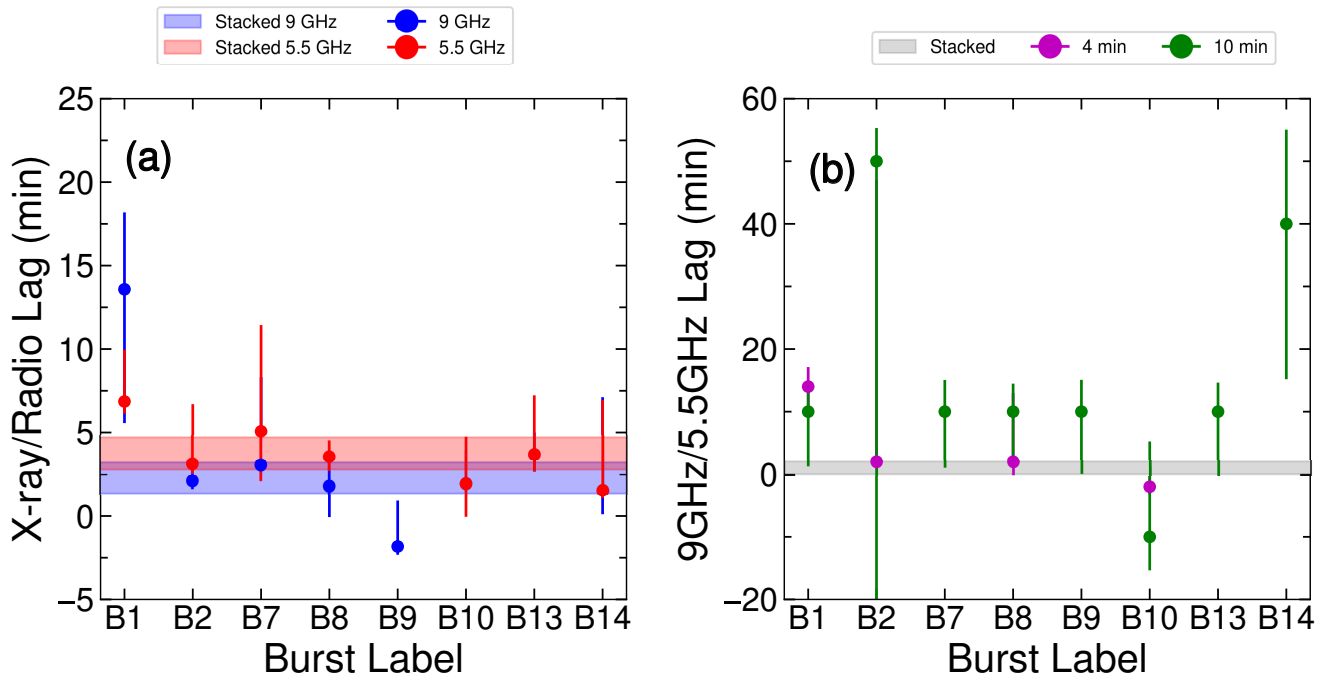 Stacked 9 GHz
9 GHz
Stacked 5.5 GHz
5.5 GHz
25
20
15
10
5
0
−5
X-ray/Radio Lag (min)
(a)
B1 B2 B7 B8 B9 B10 B13 B14
Burst Label
Stacked
4 min
10 min
60
40
20
0
−20
9GHz/5.5GHz Lag (min)
(b)
B1 B2 B7 B8 B9 B10 B13 B14
Burst Label